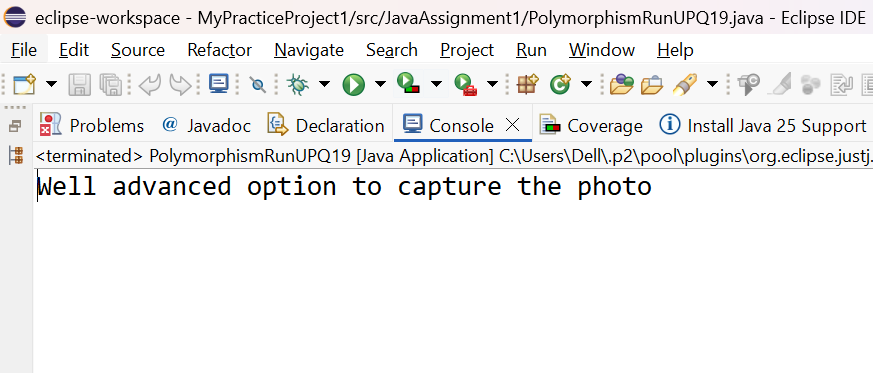 eclipse-workspace - MyPracticeProject1/src/JavaAssignment1/PolymorphismRunUPQ19.java - Eclipse IDE
File Edit Source Refactor Navigate Search Project Run Window Help
Problems @ Javadoc Declaration Console Coverage Install Java 25 Support
<terminated> PolymorphismRunUPQ19 [Java Application] C:\Users\Dell\.p2\pool\plugins\org.eclipse.justj.
Well advanced option to capture the photo